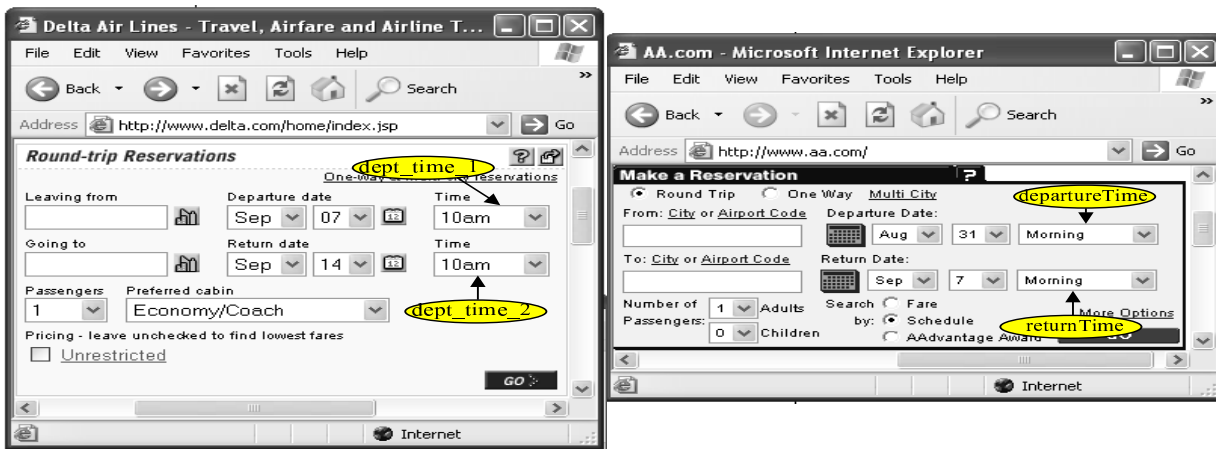 Delta Air Lines - Travel, Airfare and Airline T...
File Edit View Favorites Tools Help
Back Search
Address http://www.delta.com/home/index.jsp Go
Round-trip Reservations
dept_time_1
reservations
Leaving from Departure date Time
Sep 07 12 10am
Going to Return date Time
Sep 14 12 10am
Passengers Preferred cabin
1 Economy/Coach
dept_time_2
Pricing - leave unchecked to find lowest fares
Unrestricted
GO
Internet
AA.com - Microsoft Internet Explorer
File Edit View Favorites Tools Help
Back Search
Address http://www.aa.com/ Go
Make a Reservation ?
Round Trip One Way Multi City
departureTime
From: City or Airport Code Departure Date:
Aug 31 Morning
To: City or Airport Code Return Date:
Sep 7 Morning
Number of Passengers: 1 Adults
0 Children
Search by: Fare
Schedule
AAdvantage Award
More Options
returnTime
GO
Internet